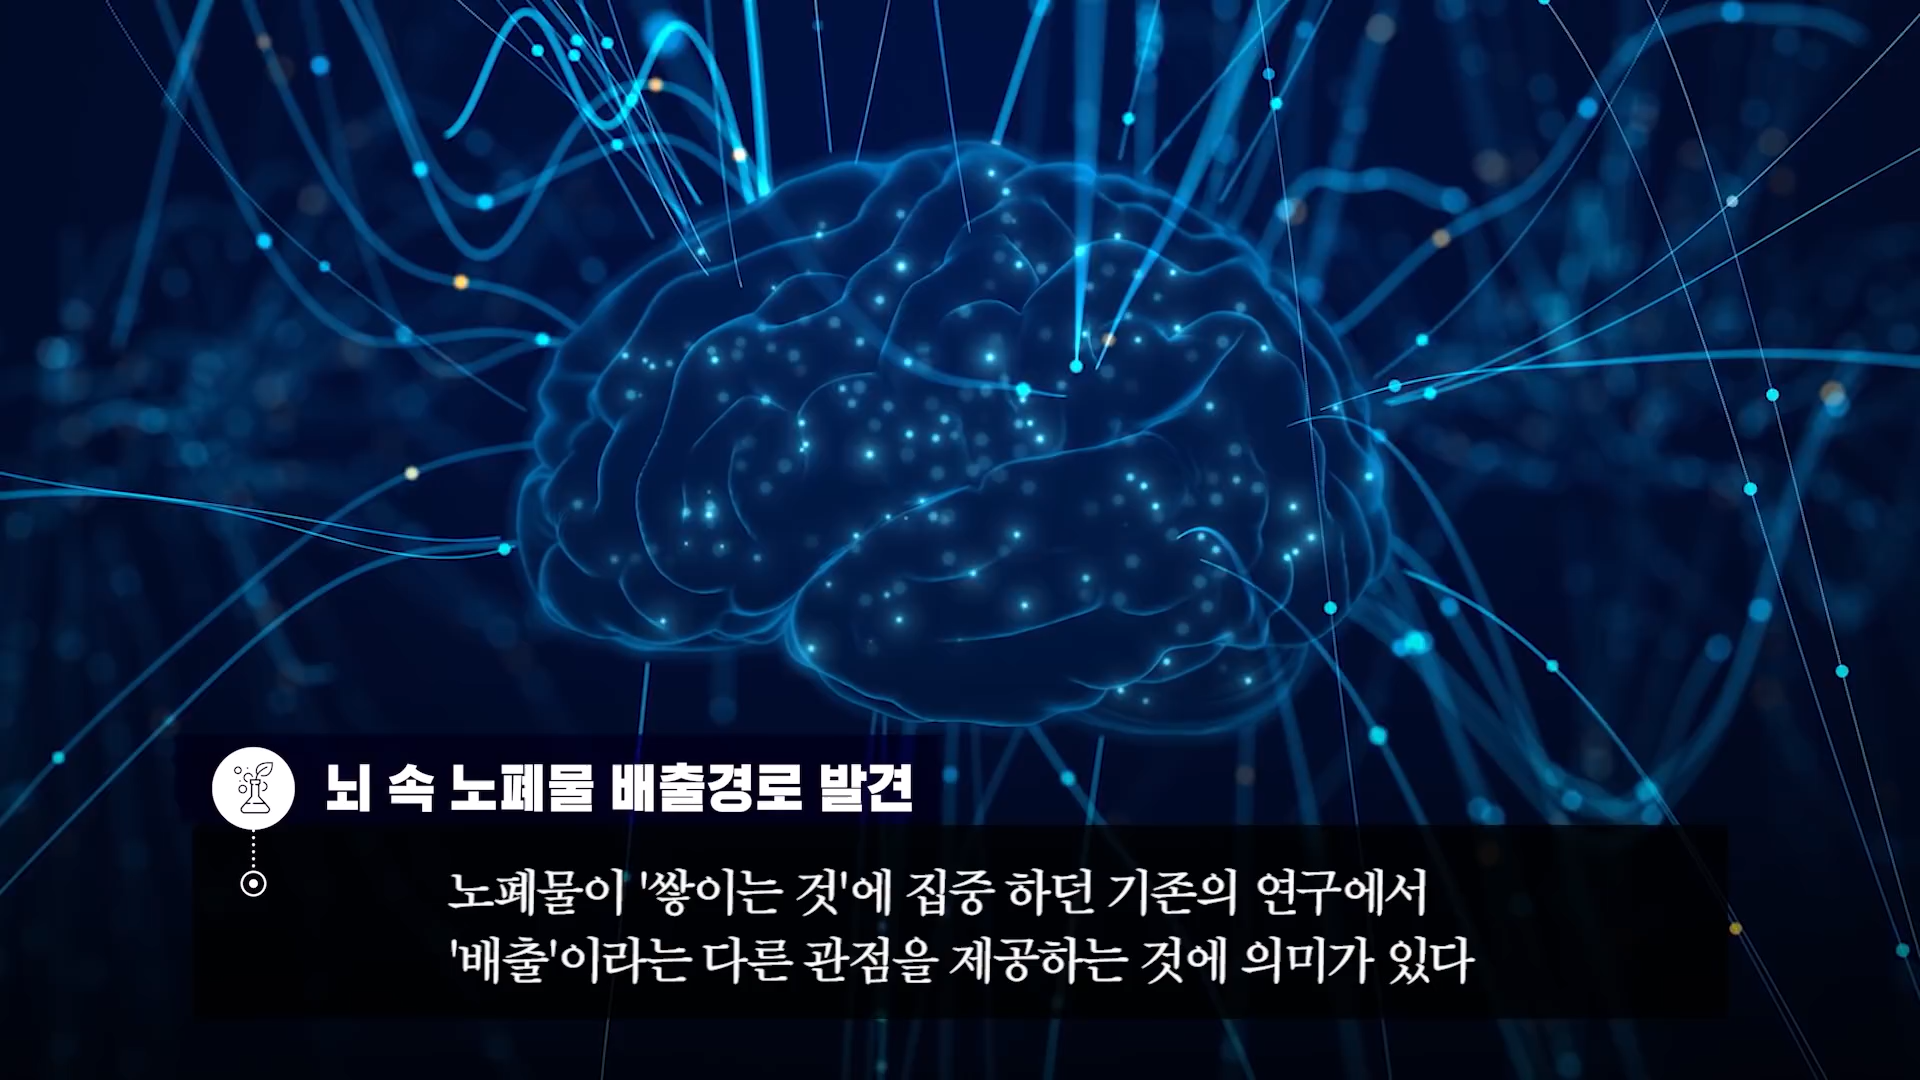 뇌 속 노폐물 배출경로 발견
노폐물이 '쌓이는 것'에 집중 하던 기존의 연구에서
'배출'이라는 다른 관점을 제공하는 것에 의미가 있다